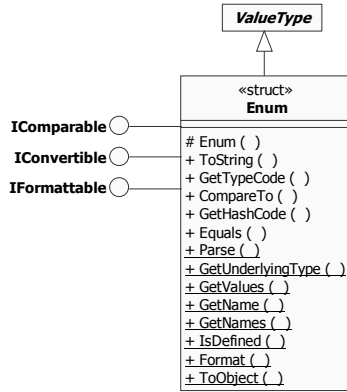 ValueType
«struct»
Enum
IComparable
IConvertible
IFormattable
# Enum ( )
+ ToString ( )
+ GetTypeCode ( )
+ CompareTo ( )
+ GetHashCode ( )
+ Equals ( )
+ Parse ( )
+ GetUnderlyingType ( )
+ GetValues ( )
+ GetName ( )
+ GetNames ( )
+ IsDefined ( )
+ Format ( )
+ ToObject ( )